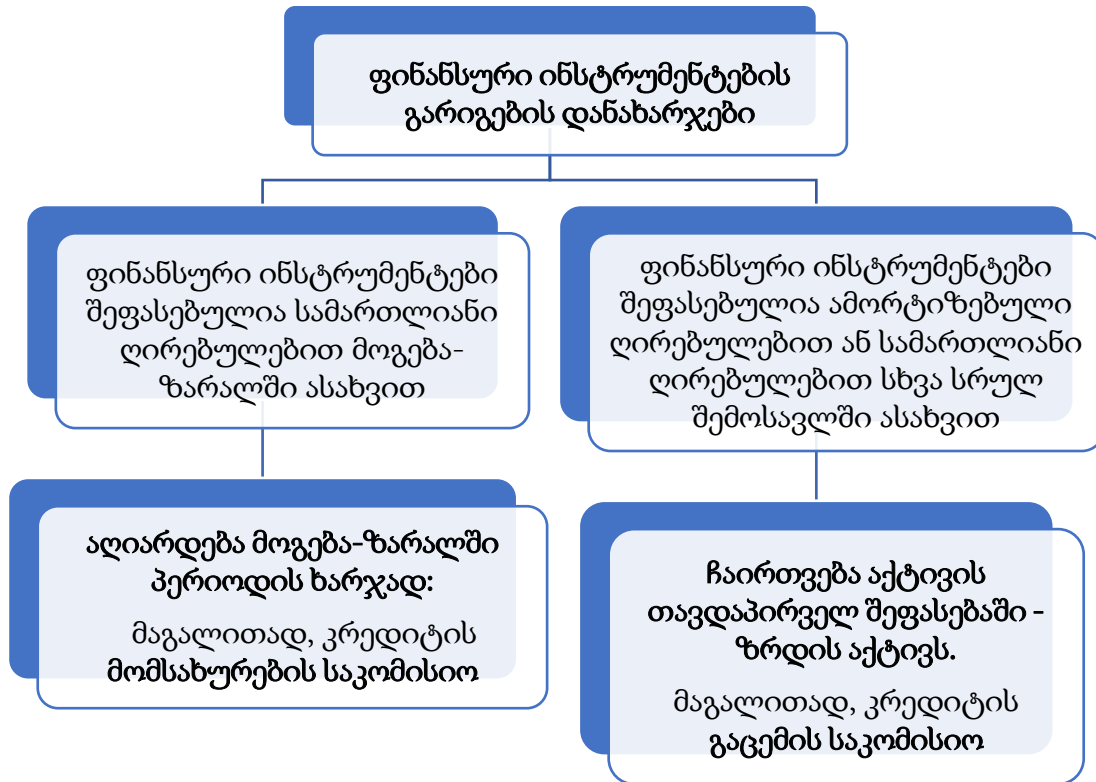 ფინანსური ინსტრუმენტების
გარიგების დანახარჯები
ფინანსური ინსტრუმენტები
შეფასებულია სამართლიანი
ღირებულებით მოგება-
ზარალში ასახვით
ფინანსური ინსტრუმენტები
შეფასებულია ამორტიზებული
ღირებულებით ან სამართლიანი
ღირებულებით სხვა სრულ
შემოსავლში ასახვით
აღიარდება მოგება-ზარალში
პერიოდის ხარჯად:
მაგალითად, კრედიტის
მომსახურების საკომისიო
ჩაირთვება აქტივის
თავდაპირველ შეფასებაში -
ზრდის აქტივს.
მაგალითად, კრედიტის
გაცემის საკომისიო